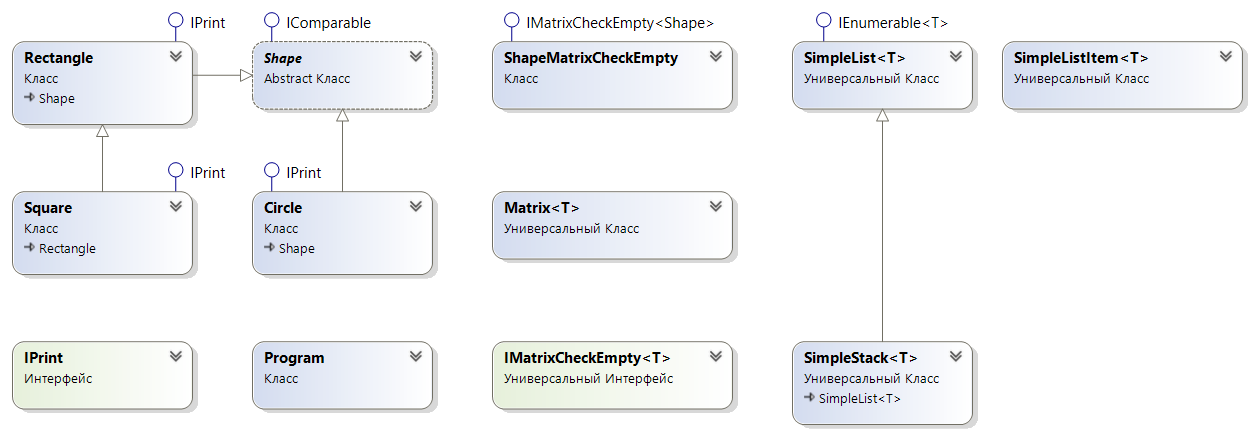 IPrint
Rectangle
Класс
Shape
IComparable
Shape
Abstract Класс
IMatrixCheckEmpty<Shape>
ShapeMatrixCheckEmpty
Класс
IEnumerable<T>
SimpleList<T>
Универсальный Класс
SimpleListItem<T>
Универсальный Класс
IPrint
Square
Класс
Rectangle
IPrint
Circle
Класс
Shape
Matrix<T>
Универсальный Класс
IPrint
Интерфейс
Program
Класс
IMatrixCheckEmpty<T>
Универсальный Интерфейс
SimpleStack<T>
Универсальный Класс
SimpleList<T>